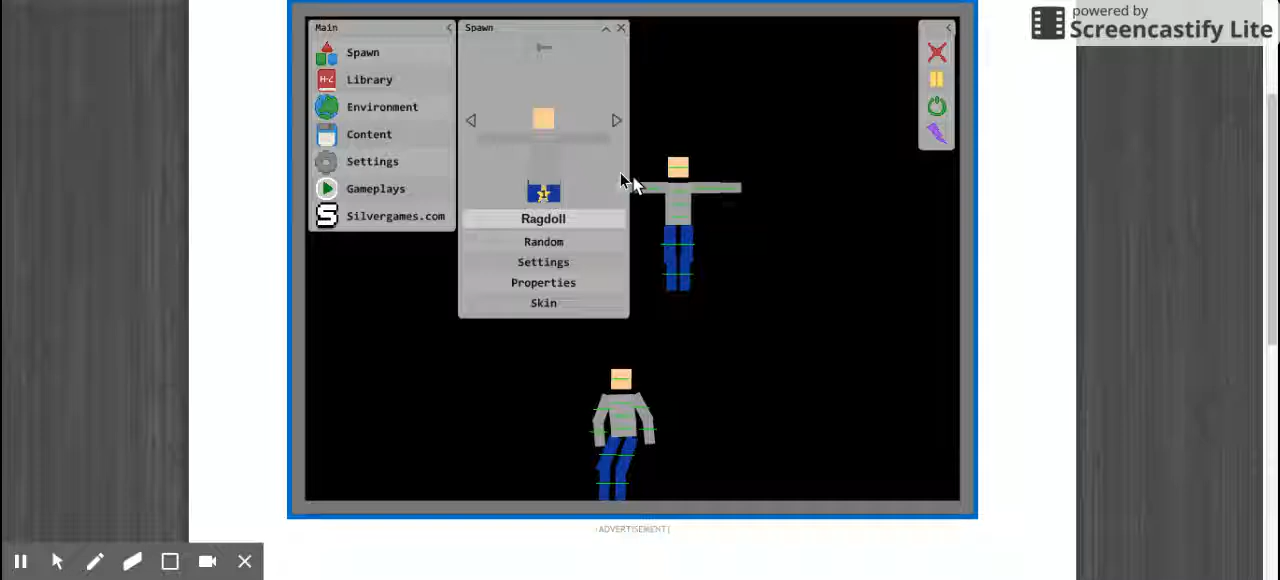 powered by
Screencastify Lite
Main
Spawn
Library
Environment
Content
Settings
Gameplays
Silvergames.com
Spawn
Ragdoll
Random
Settings
Properties
Skin
ADVERTISEMENT